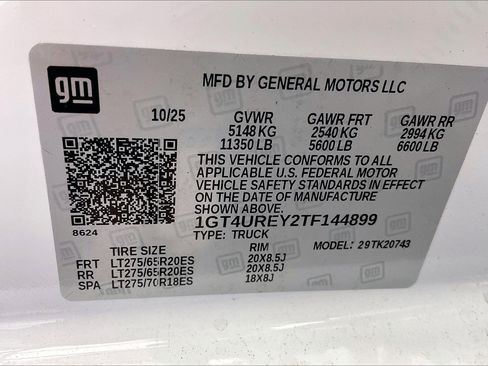 gm
MFD BY GENERAL MOTORS LLC
10/25 GVWR GAWR FRT GAWR RR
5148 KG 2540 KG 2994 KG
11350 LB 5600 LB 6600 LB
THIS VEHICLE CONFORMS TO ALL
APPLICABLE U.S. FEDERAL MOTOR
VEHICLE SAFETY STANDARDS IN EFFECT
ON THE DATE OF MANUFACTURE
SHOWN ABOVE.
8624
1GT4UREY2TF144899
TYPE: TRUCK MODEL: 29TK20743
TIRE SIZE RIM
FRT LT275/65R20ES 20X8.5J
RR LT275/65R20ES 20X8.5J
SPA LT275/70R18ES 18X8J